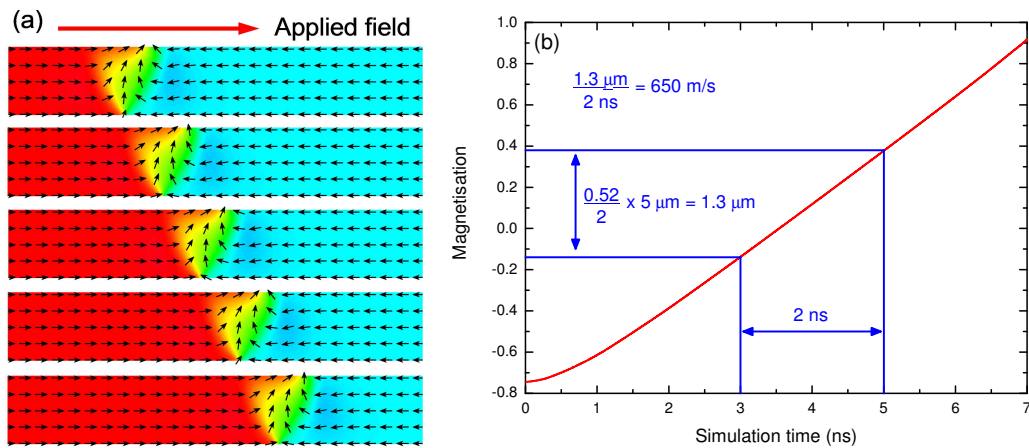 (a)
Applied field
(b)
1.3 μm
2 ns
= 650 m/s
0.52
2
x 5 μm = 1.3 μm
2 ns
Magnetisation
1.0
0.8
0.6
0.4
0.2
0.0
-0.2
-0.4
-0.6
-0.8
0 1 2 3 4 5 6 7
Simulation time (ns)